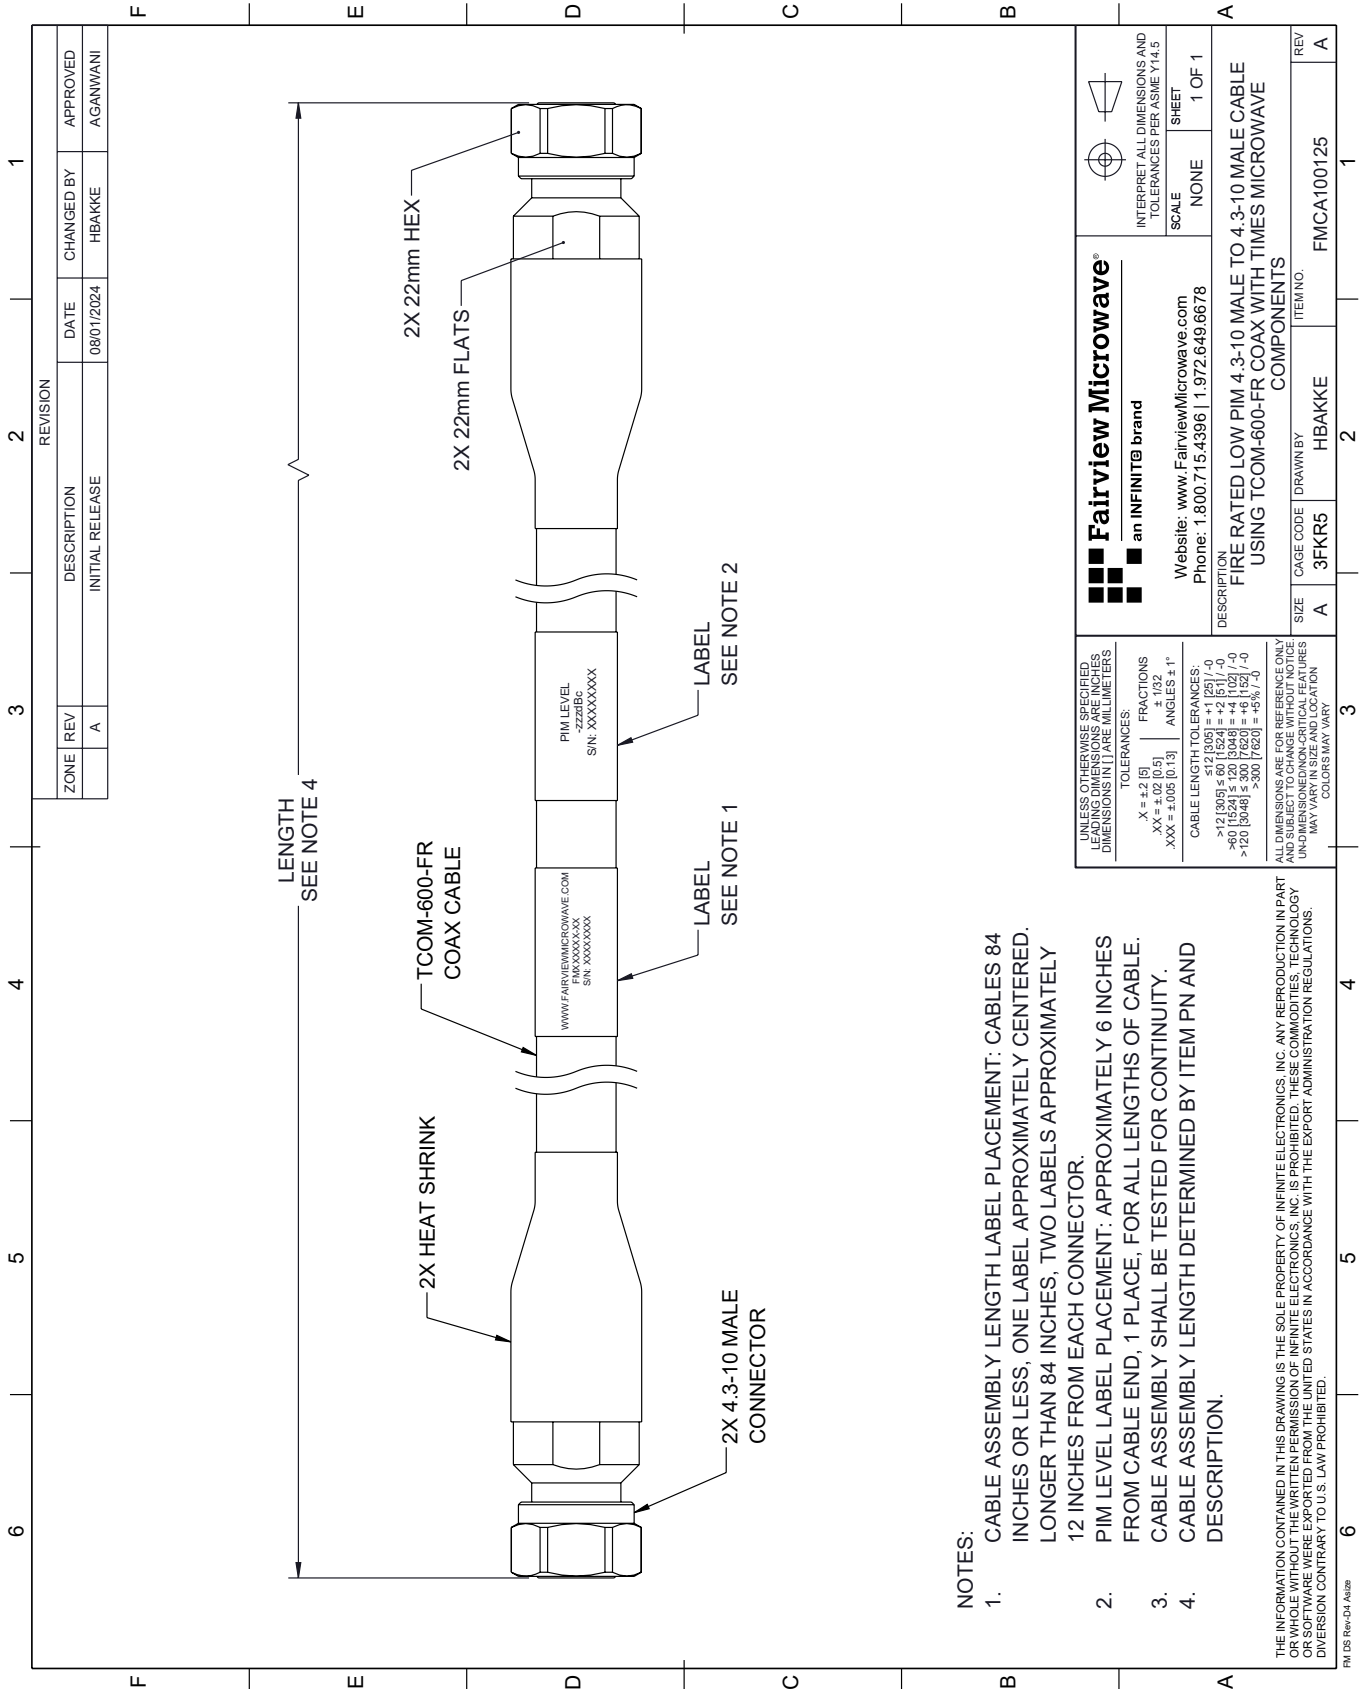 6
5
4
3
2
1
F
E
D
C
B
A
F
E
D
C
B
A
REVISION
ZONE
REV
DESCRIPTION
DATE
CHANGED BY
APPROVED
A
INITIAL RELEASE
08/01/2024
HBAKKE
AGANWANI
LENGTH
SEE NOTE 4
2X HEAT SHRINK
TCOM-600-FR
COAX CABLE
2X 22mm HEX
2X 22mm FLATS
WWW.FAIRVIEWMICROWAVE.COM
FMXXXXXX-XX
S/N: XXXXXXXX
PIM LEVEL
-zzzdBc
S/N: XXXXXXXX
2X 4.3-10 MALE
CONNECTOR
LABEL
SEE NOTE 1
LABEL
SEE NOTE 2
NOTES:
1. CABLE ASSEMBLY LENGTH LABEL PLACEMENT: CABLES 84
INCHES OR LESS, ONE LABEL APPROXIMATELY CENTERED.
LONGER THAN 84 INCHES, TWO LABELS APPROXIMATELY
12 INCHES FROM EACH CONNECTOR.
2. PIM LEVEL LABEL PLACEMENT: APPROXIMATELY 6 INCHES
FROM CABLE END, 1 PLACE, FOR ALL LENGTHS OF CABLE.
3. CABLE ASSEMBLY SHALL BE TESTED FOR CONTINUITY.
4. CABLE ASSEMBLY LENGTH DETERMINED BY ITEM PN AND
DESCRIPTION.
THE INFORMATION CONTAINED IN THIS DRAWING IS THE SOLE PROPERTY OF INFINITE ELECTRONICS, INC. ANY REPRODUCTION IN PART
OR WHOLE WITHOUT THE WRITTEN PERMISSION OF INFINITE ELECTRONICS, INC. IS PROHIBITED. THESE COMMODITIES, TECHNOLOGY
OR SOFTWARE WERE EXPORTED FROM THE UNITED STATES IN ACCORDANCE WITH THE EXPORT ADMINISTRATION REGULATIONS.
DIVERSION CONTRARY TO U.S. LAW PROHIBITED.
UNLESS OTHERWISE SPECIFIED
LEADING DIMENSIONS ARE INCHES
DIMENSIONS IN [ ] ARE MILLIMETERS
TOLERANCES:
.X = ±.2 [5]
.XX = ±.02 [0.5]
.XXX = ±.005 [0.13]
FRACTIONS
± 1/32
ANGLES ± 1°
CABLE LENGTH TOLERANCES:
≤12 [305] = +1 [25] / -0
>12 [305] ≤ 60 [1524] = +2 [51] / -0
>60 [1524] ≤ 120 [3048] = +4 [102] / -0
>120 [3048] ≤ 300 [7620] = +6 [152] / -0
>300 [7620] = +5% / -0
ALL DIMENSIONS ARE FOR REFERENCE ONLY
AND SUBJECT TO CHANGE WITHOUT NOTICE.
UN-DIMENSIONED/NON-CRITICAL FEATURES
MAY VARY IN SIZE AND LOCATION
COLORS MAY VARY
Fairview Microwave®
an INFINIT@ brand
Website: www.FairviewMicrowave.com
Phone: 1.800.715.4396 | 1.972.649.6678
INTERPRET ALL DIMENSIONS AND
TOLERANCES PER ASME Y14.5
SCALE
NONE
SHEET
1 OF 1
DESCRIPTION
FIRE RATED LOW PIM 4.3-10 MALE TO 4.3-10 MALE CABLE
USING TCOM-600-FR COAX WITH TIMES MICROWAVE
COMPONENTS
SIZE
A
CAGE CODE
3FKR5
DRAWN BY
HBAKKE
ITEM NO.
FMCA100125
REV
A
FM DS Rev-D4 Asize
6
5
4
3
2
1